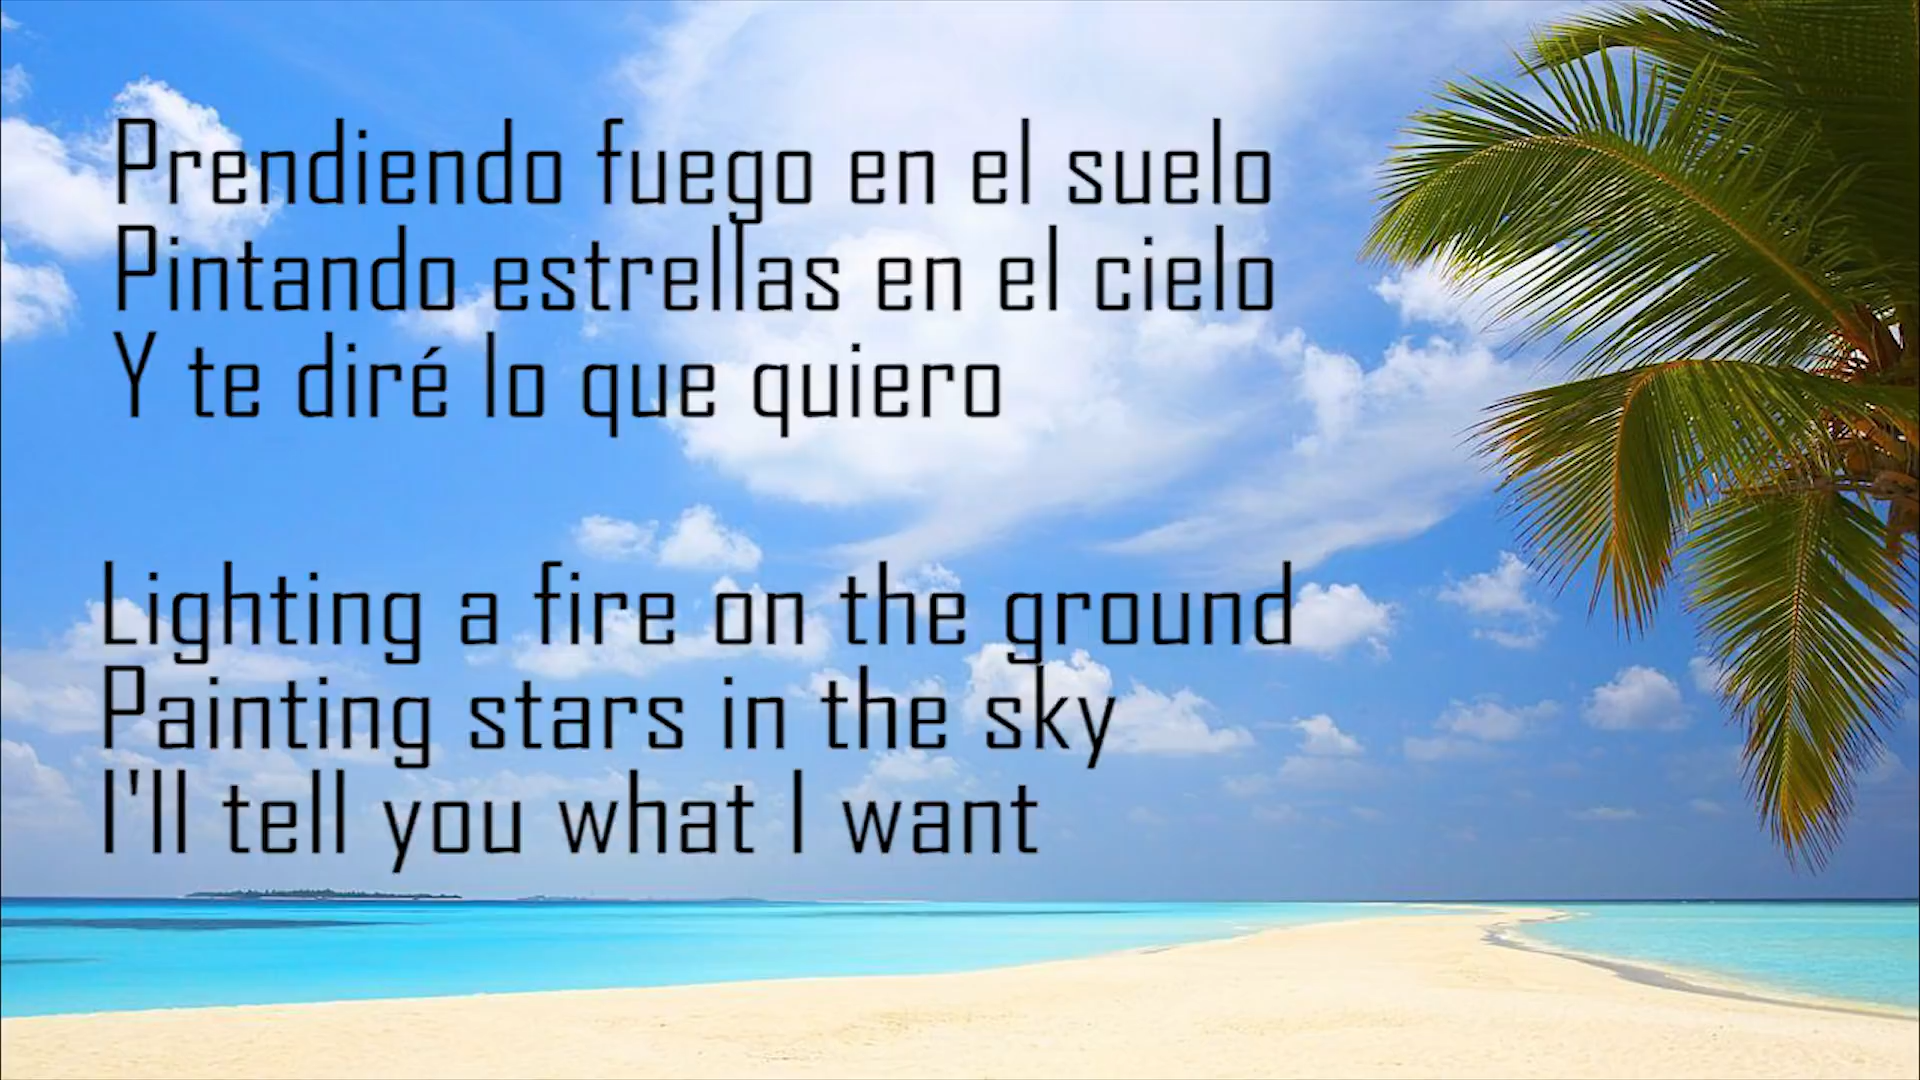 Prendiendo fuego en el suelo
Pintando estrellas en el cielo
Y te diré lo que quiero
Lighting a fire on the ground
Painting stars in the sky
I'll tell you what I want